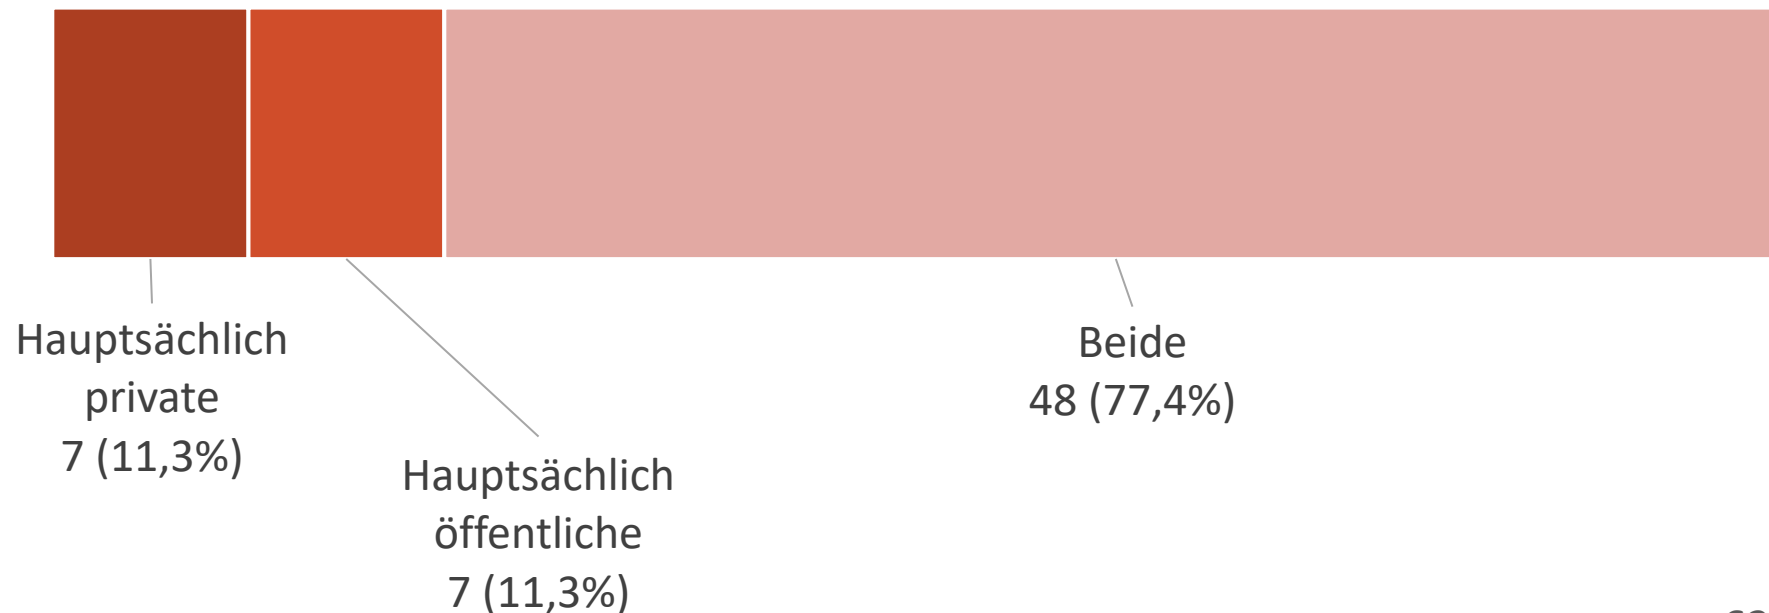 Hauptsächlich
private
7 (11,3%)
Hauptsächlich
öffentliche
7 (11,3%)
Beide
48 (77,4%)